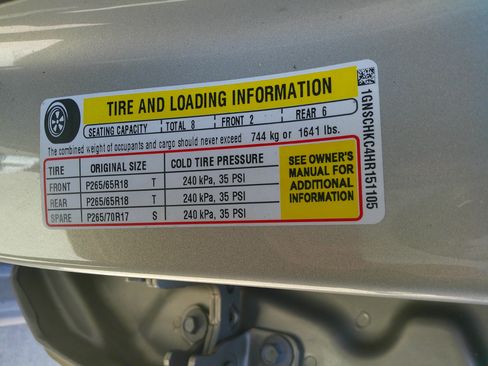 TIRE AND LOADING INFORMATION
SEATING CAPACITY TOTAL 8 FRONT 2 REAR 6
The combined weight of occupants and cargo should never exceed 744 kg or 1641 lbs.
TIRE ORIGINAL SIZE COLD TIRE PRESSURE
FRONT P265/65R18 T 240 kPa, 35 PSI
REAR P265/65R18 T 240 kPa, 35 PSI
SPARE P265/70R17 S 240 kPa, 35 PSI
SEE OWNER'S
MANUAL FOR
ADDITIONAL
INFORMATION
1GNSCHKC4HR151105